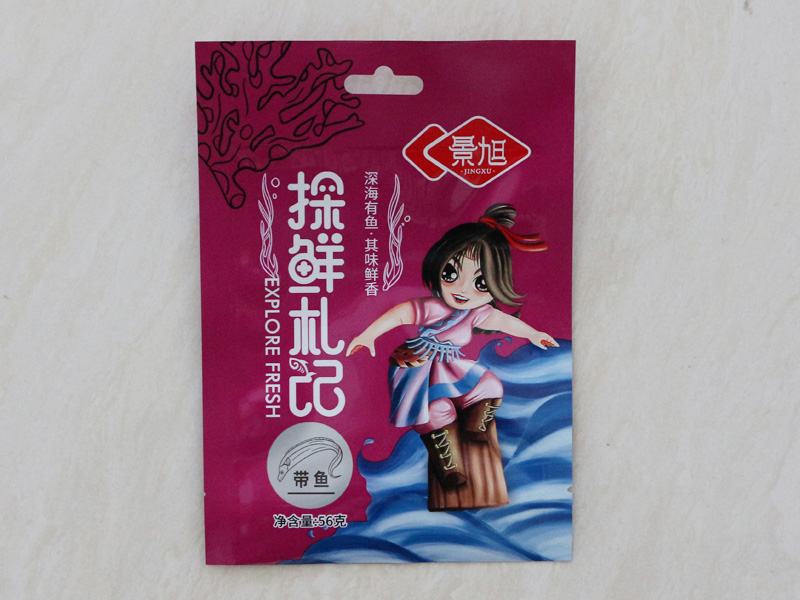 景旭
·JINGXU·
深海有鱼·其味鲜香
探鲜札记
EXPLORE FRESH
带鱼
净含量:56克